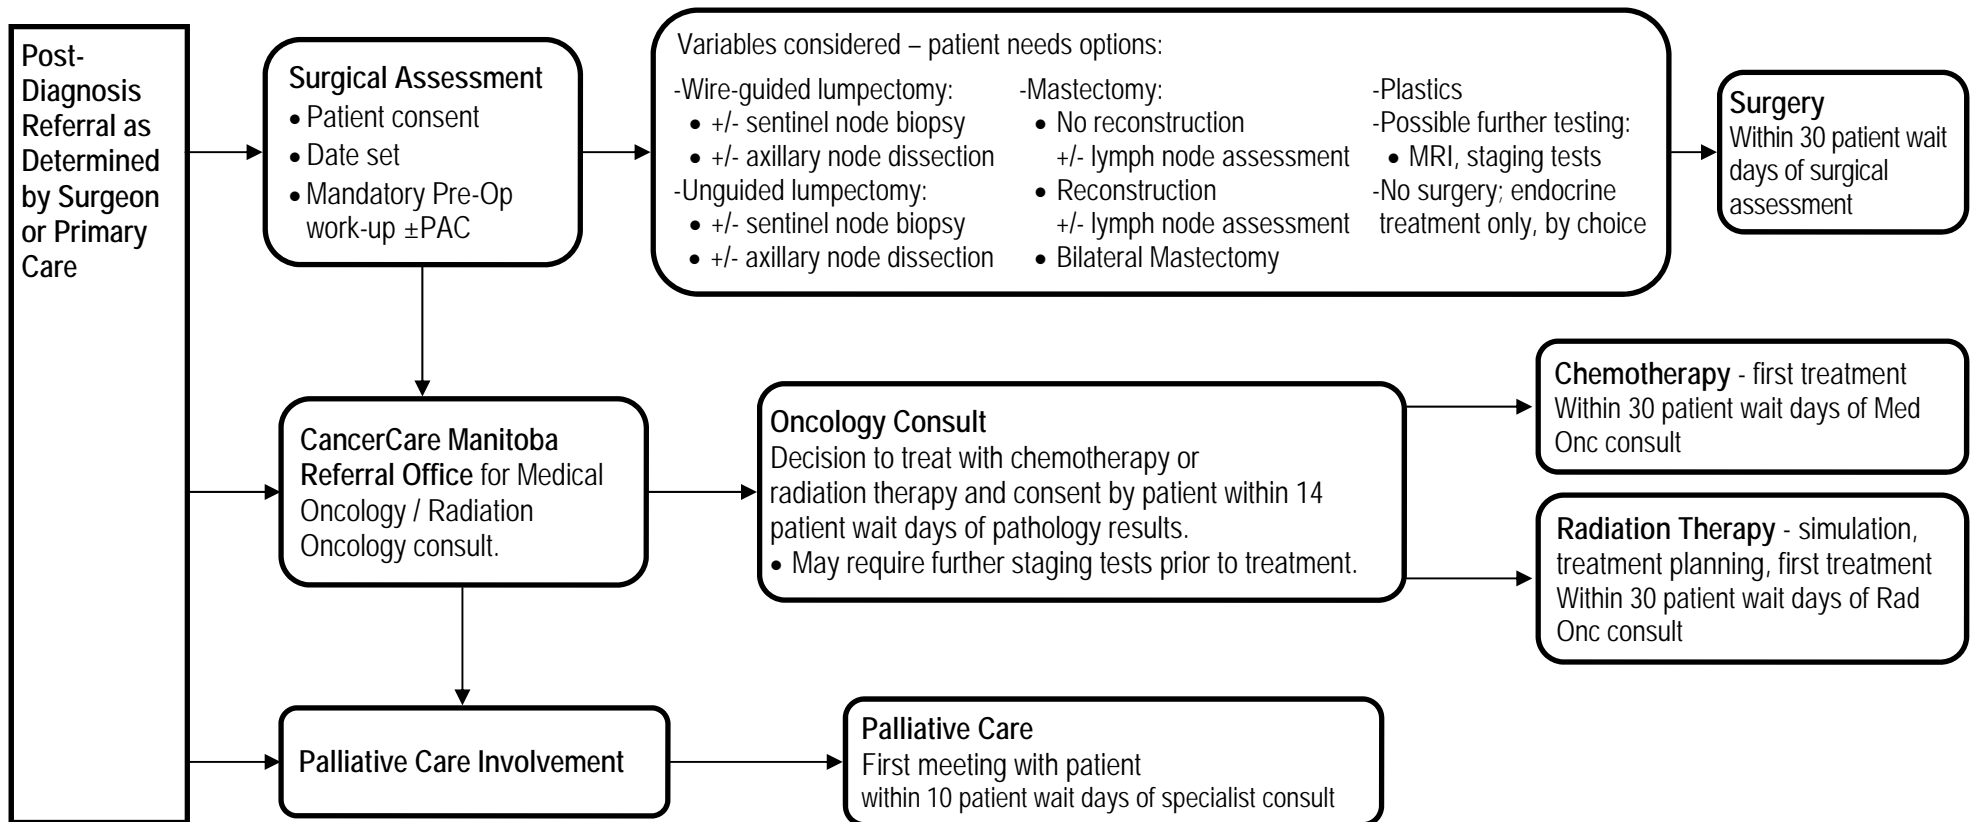 Post-
Diagnosis
Referral as
Determined
by Surgeon
or Primary
Care
Surgical Assessment
• Patient consent
• Date set
• Mandatory Pre-Op
work-up ±PAC
Variables considered – patient needs options:
-Wire-guided lumpectomy:
• +/- sentinel node biopsy
• +/- axillary node dissection
-Unguided lumpectomy:
• +/- sentinel node biopsy
• +/- axillary node dissection
-Mastectomy:
• No reconstruction
+/- lymph node assessment
• Reconstruction
+/- lymph node assessment
• Bilateral Mastectomy
-Plastics
-Possible further testing:
• MRI, staging tests
-No surgery; endocrine
treatment only, by choice
Surgery
Within 30 patient wait
days of surgical
assessment
CancerCare Manitoba
Referral Office for Medical
Oncology / Radiation
Oncology consult.
Oncology Consult
Decision to treat with chemotherapy or
radiation therapy and consent by patient within 14
patient wait days of pathology results.
• May require further staging tests prior to treatment.
Chemotherapy - first treatment
Within 30 patient wait days of Med
Onc consult
Radiation Therapy - simulation,
treatment planning, first treatment
Within 30 patient wait days of Rad
Onc consult
Palliative Care Involvement
Palliative Care
First meeting with patient
within 10 patient wait days of specialist consult